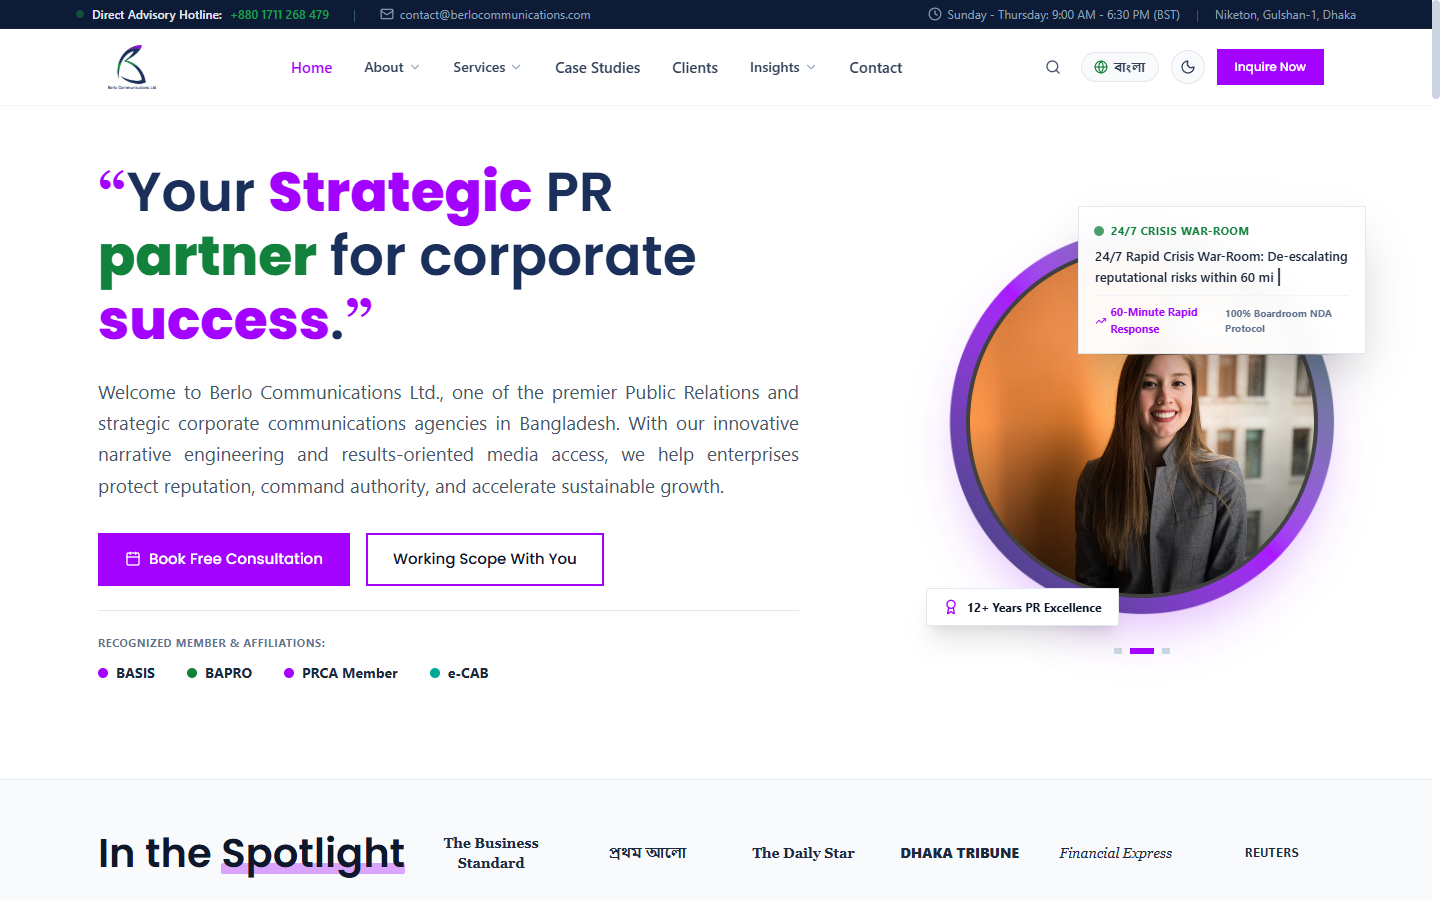 Direct Advisory Hotline: +880 1711 268 479
contact@berlocommunications.com
Sunday - Thursday: 9:00 AM - 6:30 PM (BST)
Niketon, Gulshan-1, Dhaka
Berlo Communications Ltd
Home
About
Services
Case Studies
Clients
Insights
Contact
বাংলা
Inquire Now
“Your Strategic PR
partner for corporate
success.”
Welcome to Berlo Communications Ltd., one of the premier Public Relations and
strategic corporate communications agencies in Bangladesh. With our innovative
narrative engineering and results-oriented media access, we help enterprises
protect reputation, command authority, and accelerate sustainable growth.
Book Free Consultation
Working Scope With You
RECOGNIZED MEMBER & AFFILIATIONS:
BASIS
BAPRO
PRCA Member
e-CAB
24/7 CRISIS WAR-ROOM
24/7 Rapid Crisis War-Room: De-escalating
reputational risks within 60 mi
60-Minute Rapid
Response
100% Boardroom NDA
Protocol
12+ Years PR Excellence
In the Spotlight
The Business
Standard
প্রথম আলো
The Daily Star
DHAKA TRIBUNE
Financial Express
REUTERS